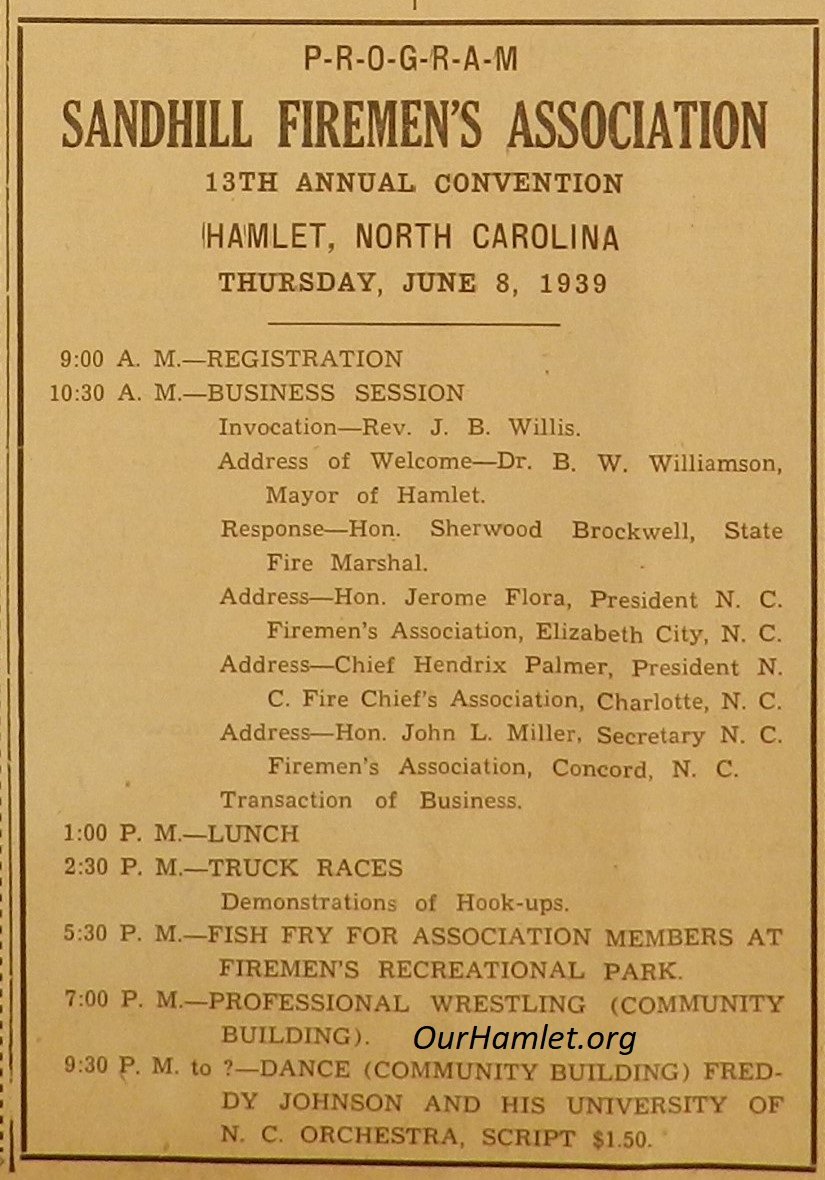 P-R-O-G-R-A-M
SANDHILL FIREMEN'S ASSOCIATION
13TH ANNUAL CONVENTION
HAMLET, NORTH CAROLINA
THURSDAY, JUNE 8, 1939
9:00 A. M.—REGISTRATION
10:30 A. M.—BUSINESS SESSION
Invocation—Rev. J. B. Willis.
Address of Welcome—Dr. B. W. Williamson,
Mayor of Hamlet.
Response—Hon. Sherwood Brockwell, State
Fire Marshal.
Address—Hon. Jerome Flora, President N. C.
Firemen's Association, Elizabeth City, N. C.
Address—Chief Hendrix Palmer, President N.
C. Fire Chief's Association, Charlotte, N. C.
Address—Hon. John L. Miller, Secretary N. C.
Firemen's Association, Concord, N. C.
Transaction of Business.
1:00 P. M.—LUNCH
2:30 P. M.—TRUCK RACES
Demonstrations of Hook-ups.
5:30 P. M.—FISH FRY FOR ASSOCIATION MEMBERS AT
FIREMEN'S RECREATIONAL PARK.
7:00 P. M.—PROFESSIONAL WRESTLING (COMMUNITY
BUILDING).
OurHamlet.org
9:30 P. M. to ?—DANCE (COMMUNITY BUILDING) FRED-
DY JOHNSON AND HIS UNIVERSITY OF
N. C. ORCHESTRA, SCRIPT $1.50.